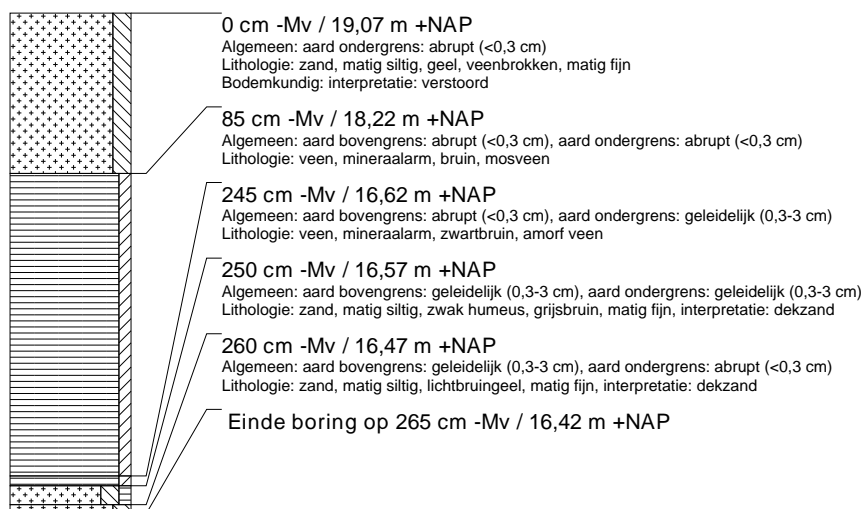 0 cm -Mv / 19,07 m +NAP
Algemeen: aard ondergrens: abrupt (<0,3 cm)
Lithologie: zand, matig siltig, geel, veenbrokken, matig fijn
Bodemkundig: interpretatie: verstoord
85 cm -Mv / 18,22 m +NAP
Algemeen: aard bovengrens: abrupt (<0,3 cm), aard ondergrens: abrupt (<0,3 cm)
Lithologie: veen, mineraalarm, bruin, mosveen
245 cm -Mv / 16,62 m +NAP
Algemeen: aard bovengrens: abrupt (<0,3 cm), aard ondergrens: geleidelijk (0,3-3 cm)
Lithologie: veen, mineraalarm, zwartbruin, amorf veen
250 cm -Mv / 16,57 m +NAP
Algemeen: aard bovengrens: geleidelijk (0,3-3 cm), aard ondergrens: geleidelijk (0,3-3 cm)
Lithologie: zand, matig siltig, zwak humeus, grijsbruin, matig fijn, interpretatie: dekzand
260 cm -Mv / 16,47 m +NAP
Algemeen: aard bovengrens: geleidelijk (0,3-3 cm), aard ondergrens: abrupt (<0,3 cm)
Lithologie: zand, matig siltig, lichtbruingeel, matig fijn, interpretatie: dekzand
Einde boring op 265 cm -Mv / 16,42 m +NAP